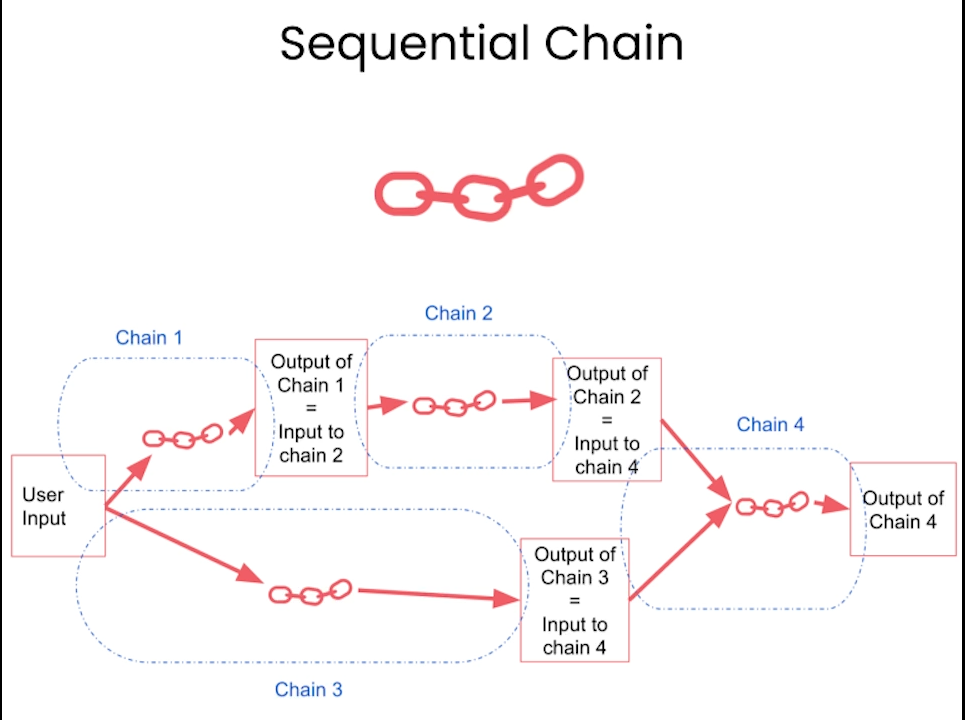 Sequential Chain
Chain 1
Chain 2
Chain 4
Chain 3
User
Input
Output of
Chain 1
=
Input to
chain 2
Output of
Chain 2
=
Input to
chain 4
Output of
Chain 3
=
Input to
chain 4
Output of
Chain 4